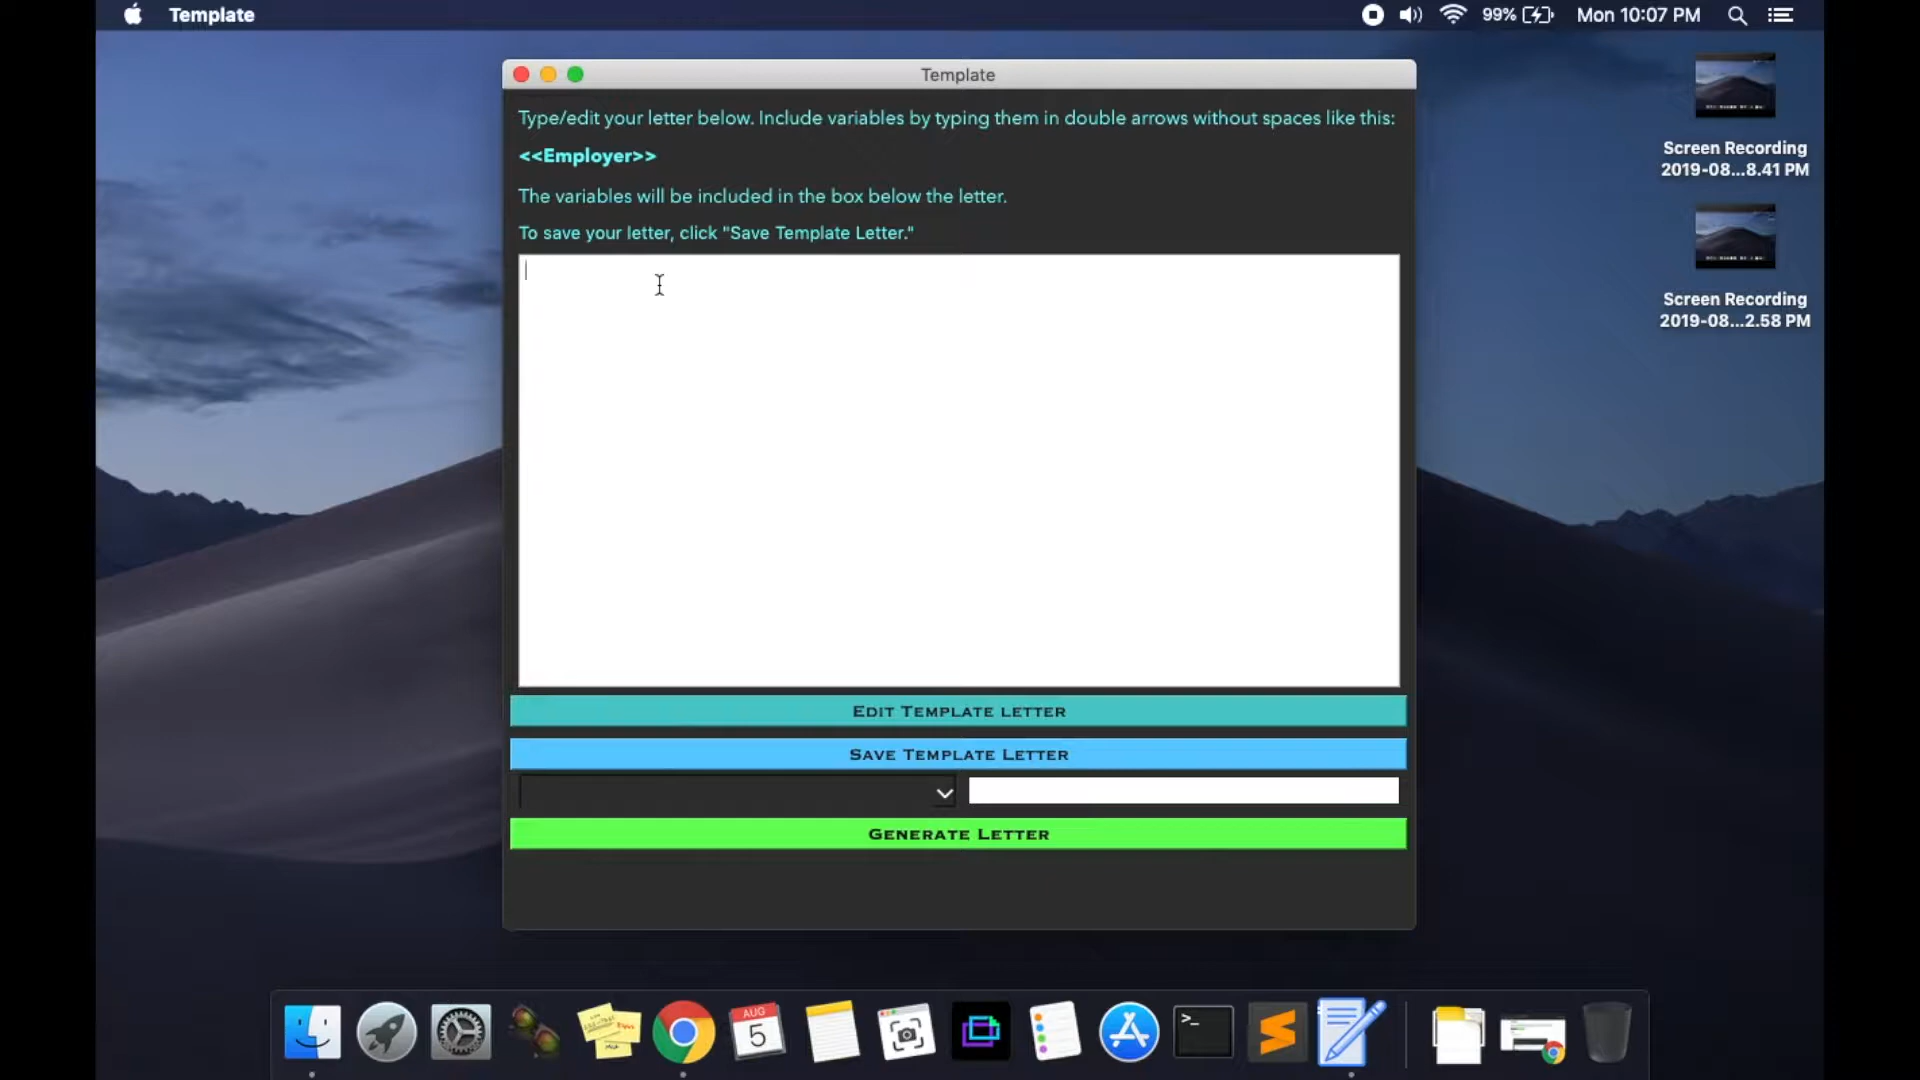 Template
99%
Mon 10:07 PM
Template
Type/edit your letter below. Include variables by typing them in double arrows without spaces like this:
<<Employer>>
The variables will be included in the box below the letter.
To save your letter, click "Save Template Letter."
Edit Template letter
Save Template Letter
Generate Letter
Screen Recording
2019-08...8.41 PM
Screen Recording
2019-08...2.58 PM
AUG
5
>_